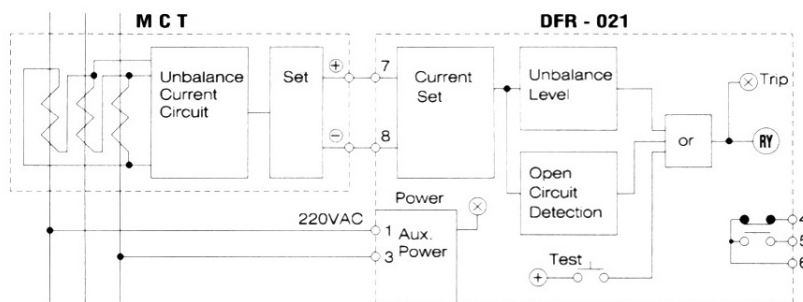 M C T
DFR - 021
Unbalance
Current
Circuit
Set
+
−
7
8
Current
Set
Unbalance
Level
Open
Circuit
Detection
or
Trip
RY
220VAC
1
3
Power
Aux.
Power
Test
+
4
5
6